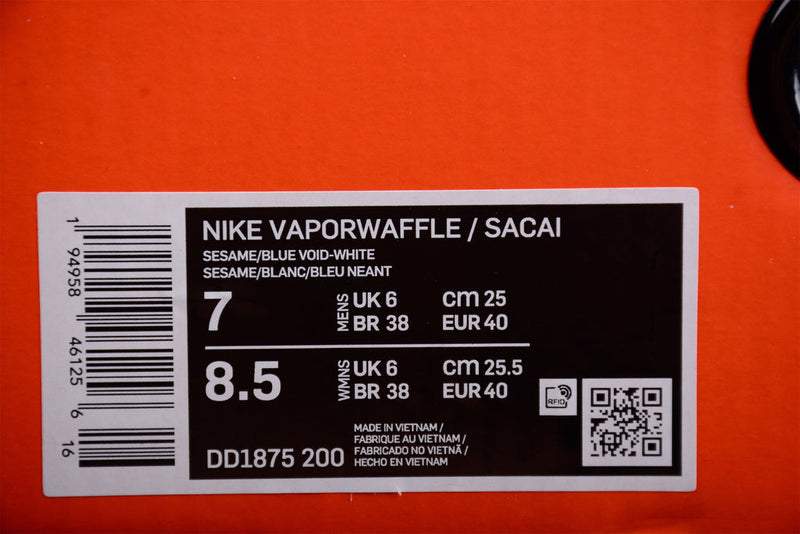 NIKE VAPORWAFFLE / SACAI
SESAME/BLUE VOID-WHITE
SESAME/BLANC/BLEU NEANT
7 MENS UK 6 cm 25
BR 38 EUR 40
8.5 WMNS UK 6 cm 25.5
BR 38 EUR 40
RFID
MADE IN VIETNAM /
FABRIQUE AU VIETNAM /
FABRICADO NO VIETNÃ /
HECHO EN VIETNAM
DD1875 200
1 94958 46125 6 16